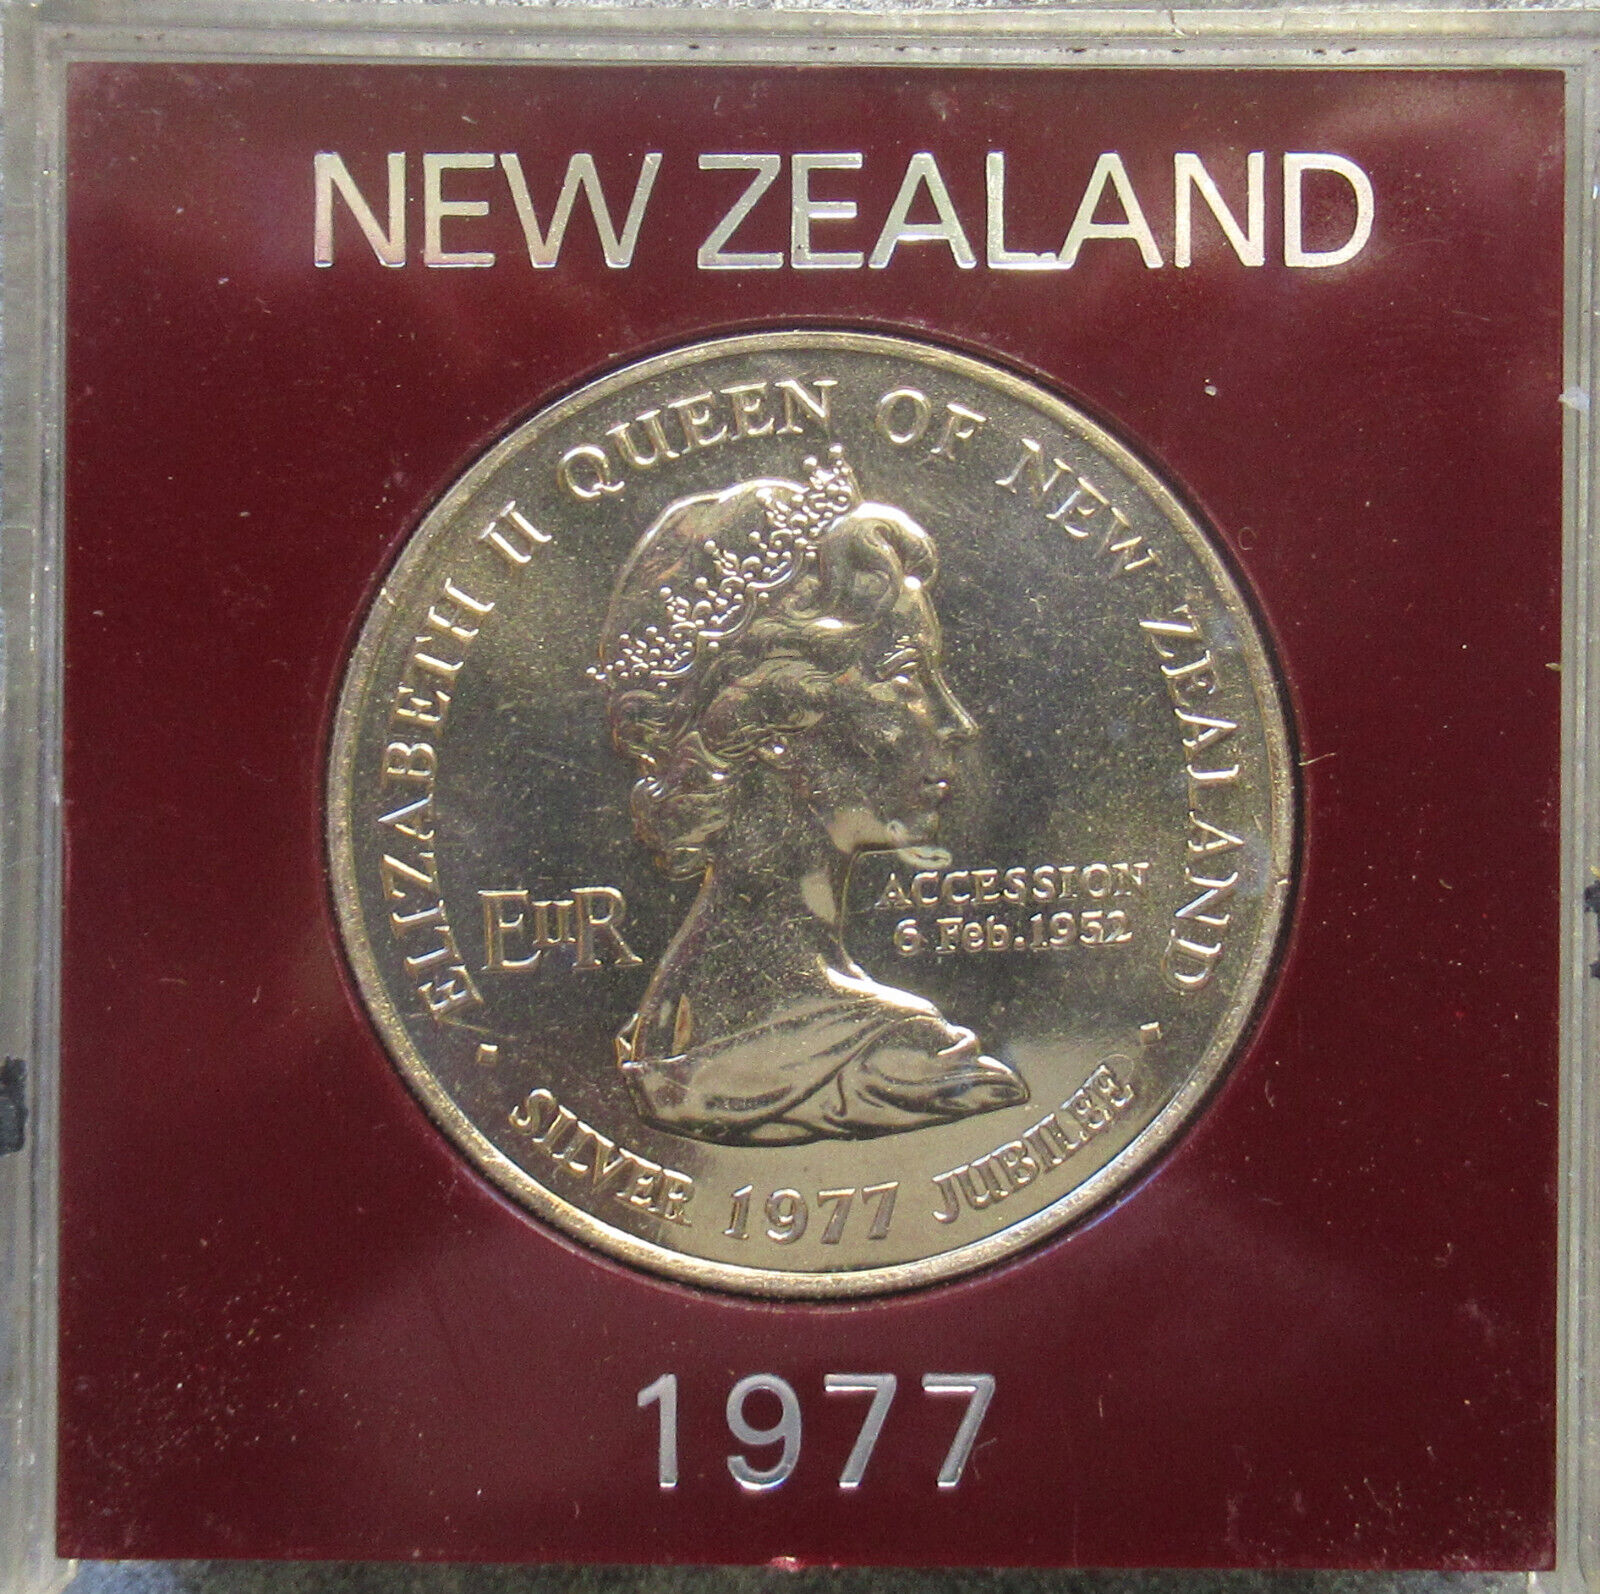 NEW ZEALAND
ELIZABETH II QUEEN OF NEW ZEALAND
EIIR
ACCESSION
6 Feb. 1952
· SILVER 1977 JUBILEE ·
1977